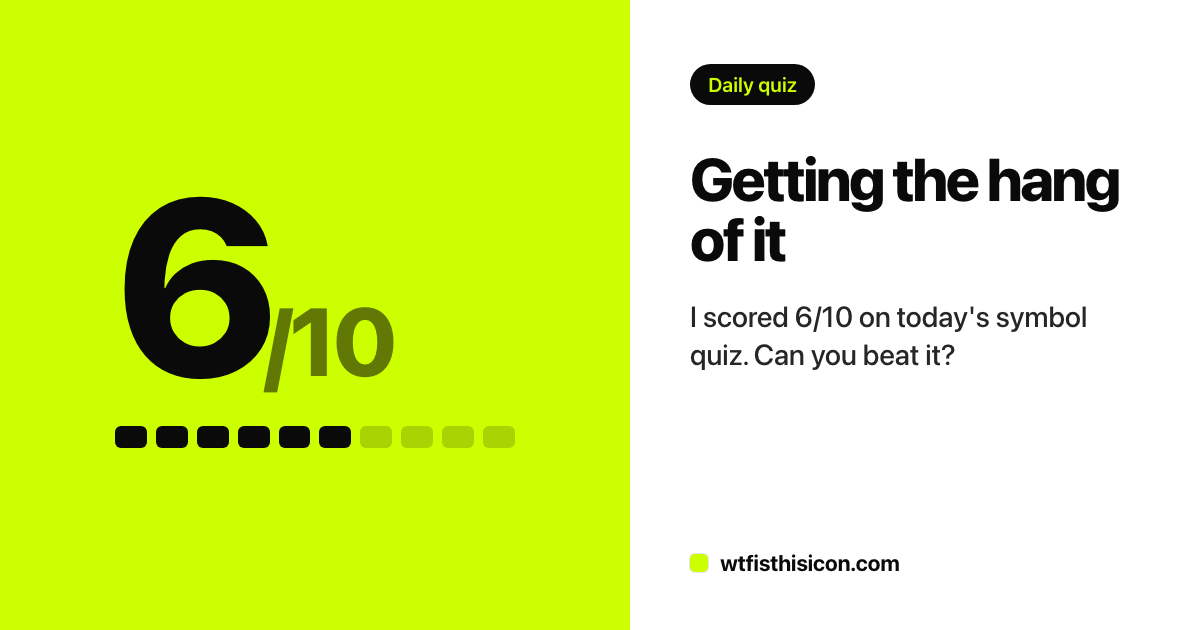 6/10
Daily quiz
Getting the hang
of it
I scored 6/10 on today's symbol
quiz. Can you beat it?
wtfisthisicon.com